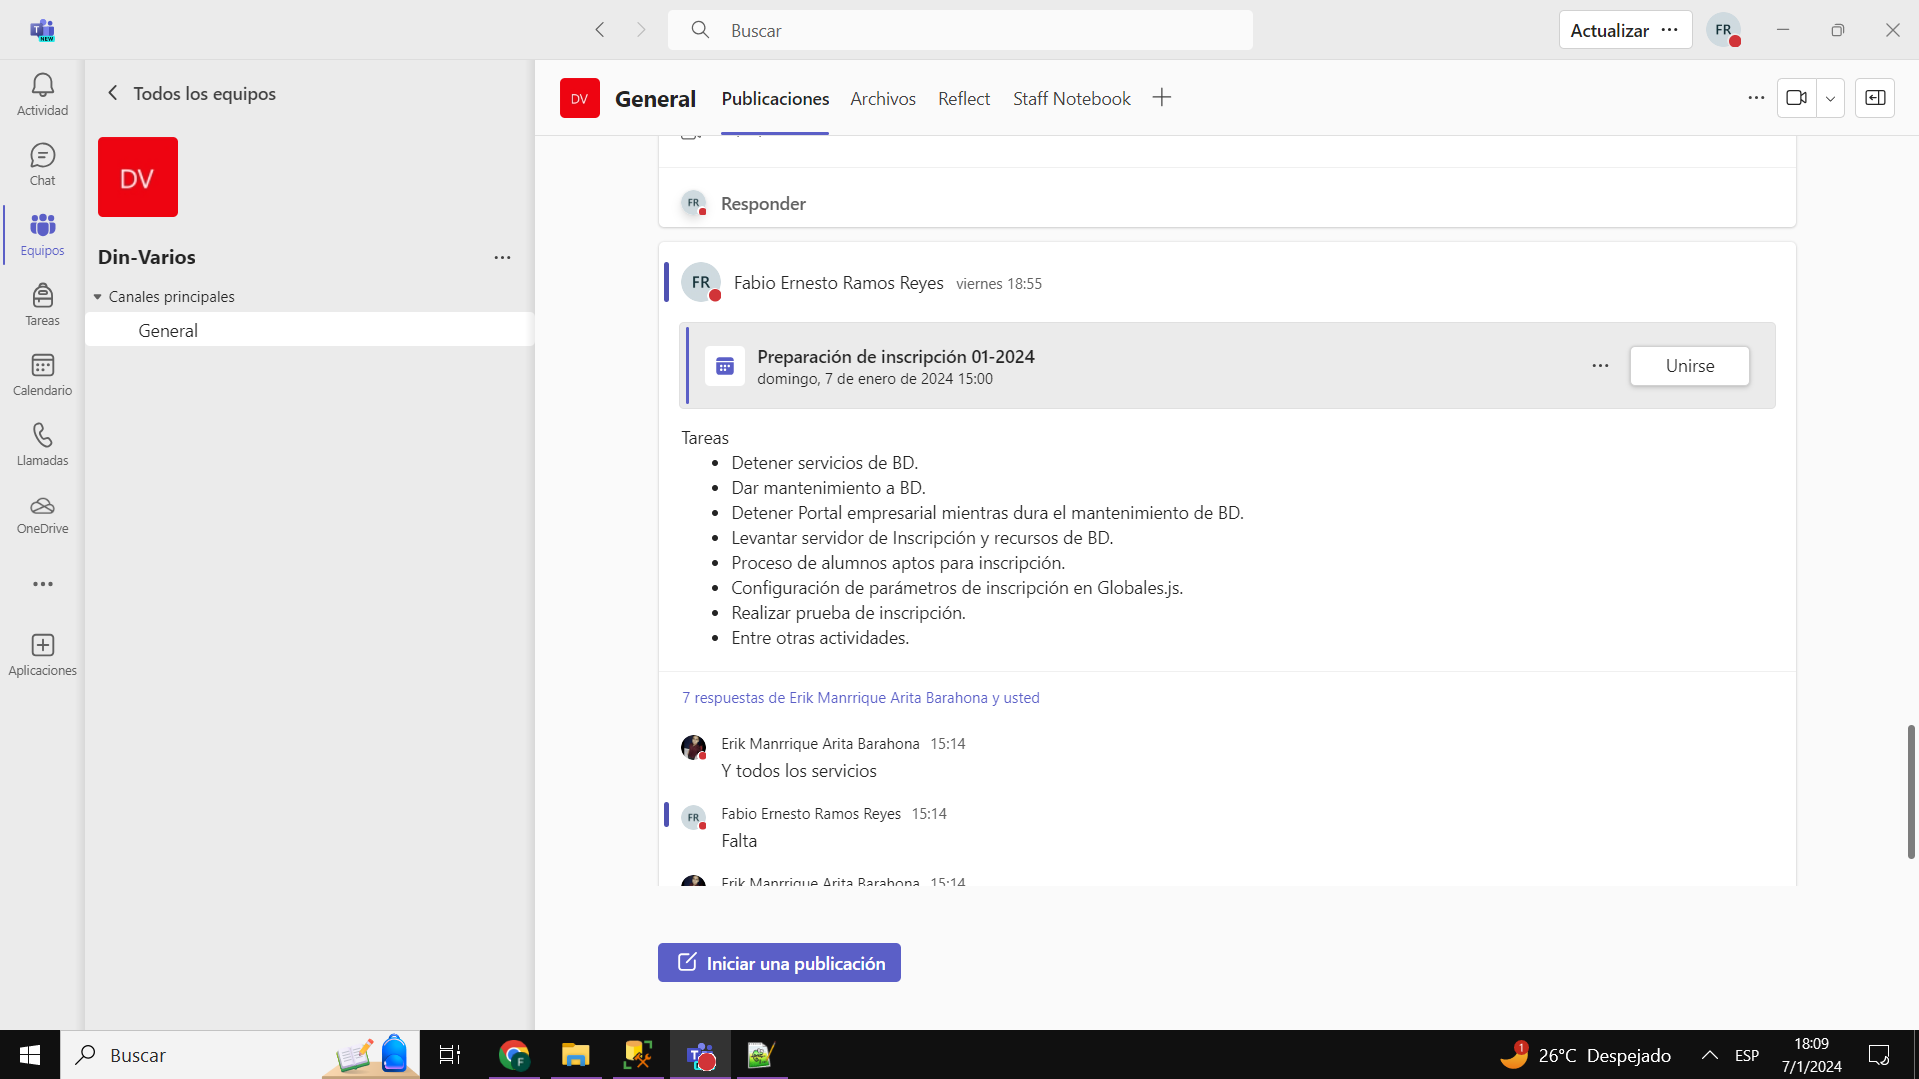 NEW
Buscar
Actualizar
FR
Actividad
Chat
Equipos
Tareas
Calendario
Llamadas
OneDrive
Aplicaciones
Todos los equipos
DV
Din-Varios
Canales principales
General
DV
General
Publicaciones
Archivos
Reflect
Staff Notebook
FR
Responder
FR
Fabio Ernesto Ramos Reyes viernes 18:55
Preparación de inscripción 01-2024
domingo, 7 de enero de 2024 15:00
Unirse
Tareas
• Detener servicios de BD.
• Dar mantenimiento a BD.
• Detener Portal empresarial mientras dura el mantenimiento de BD.
• Levantar servidor de Inscripción y recursos de BD.
• Proceso de alumnos aptos para inscripción.
• Configuración de parámetros de inscripción en Globales.js.
• Realizar prueba de inscripción.
• Entre otras actividades.
7 respuestas de Erik Manrrique Arita Barahona y usted
Erik Manrrique Arita Barahona 15:14
Y todos los servicios
FR
Fabio Ernesto Ramos Reyes 15:14
Falta
Erik Manrrique Arita Barahona 15:14
Iniciar una publicación
Buscar
F
1
26°C Despejado
ESP
18:09
7/1/2024